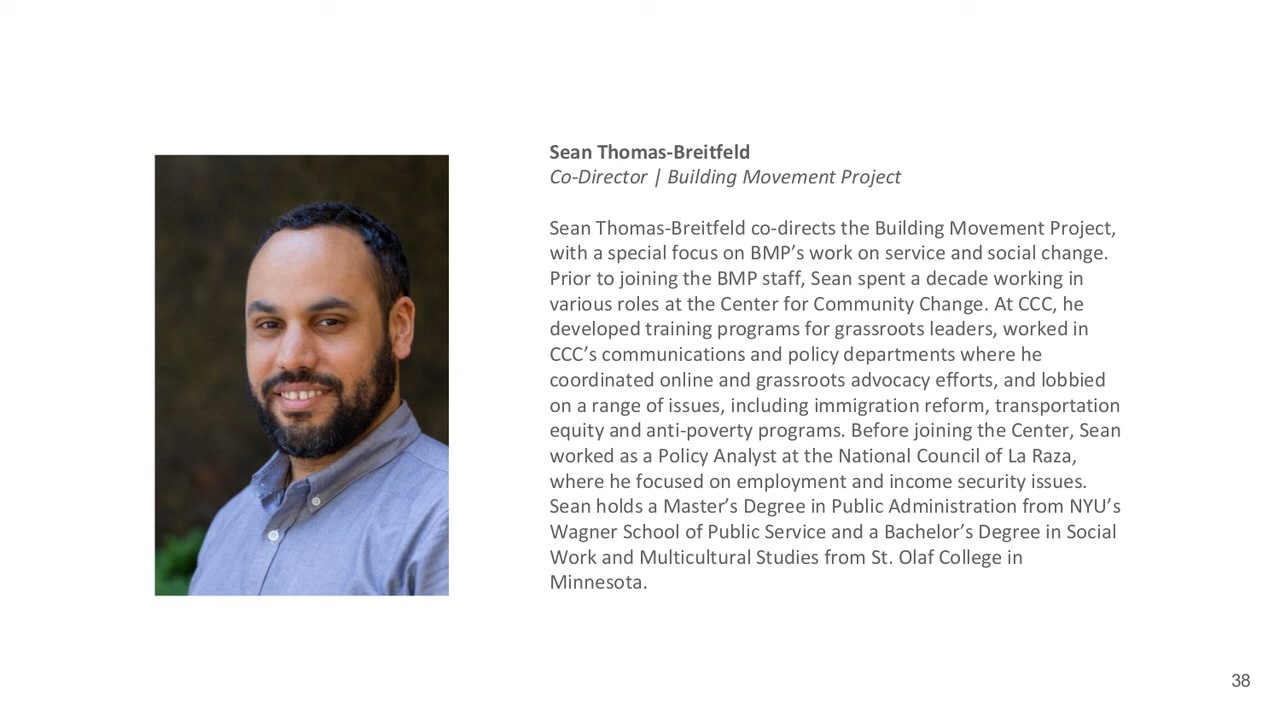 Sean Thomas-Breitfeld
Co-Director | Building Movement Project
Sean Thomas-Breitfeld co-directs the Building Movement Project,
with a special focus on BMP’s work on service and social change.
Prior to joining the BMP staff, Sean spent a decade working in
various roles at the Center for Community Change. At CCC, he
developed training programs for grassroots leaders, worked in
CCC’s communications and policy departments where he
coordinated online and grassroots advocacy efforts, and lobbied
on a range of issues, including immigration reform, transportation
equity and anti-poverty programs. Before joining the Center, Sean
worked as a Policy Analyst at the National Council of La Raza,
where he focused on employment and income security issues.
Sean holds a Master’s Degree in Public Administration from NYU’s
Wagner School of Public Service and a Bachelor’s Degree in Social
Work and Multicultural Studies from St. Olaf College in
Minnesota.
38